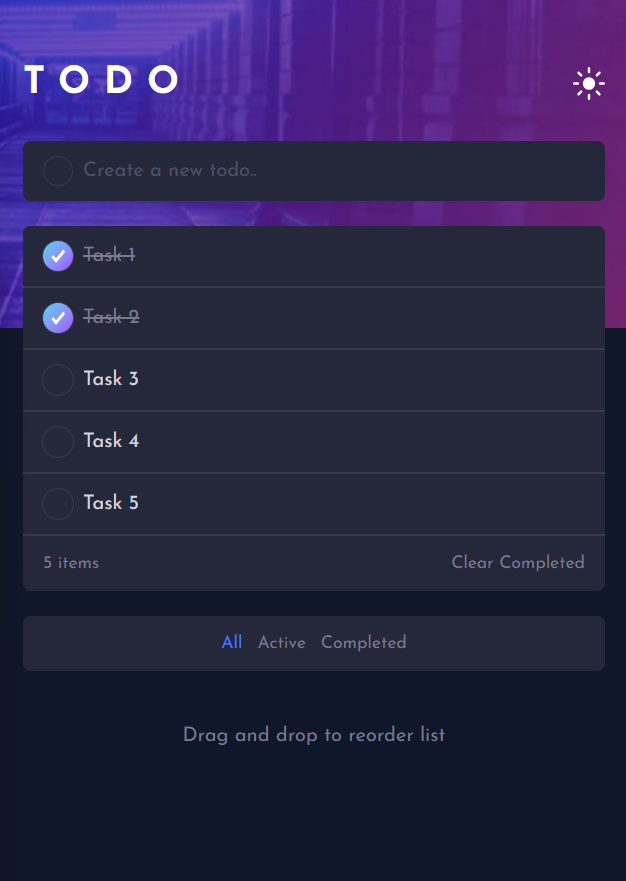 TODO
Create a new todo..
Task 1
Task 2
Task 3
Task 4
Task 5
5 items Clear Completed
All Active Completed
Drag and drop to reorder list